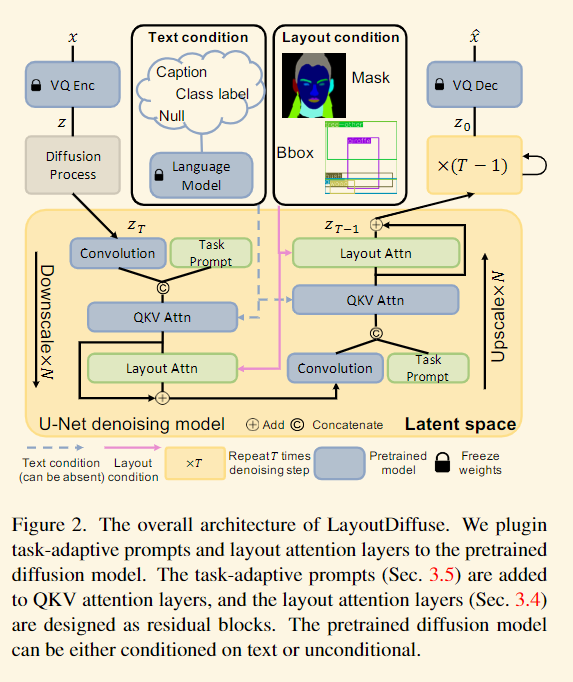 x
Text condition
Layout condition
x̂
VQ Enc
Caption
Class label
Null
Mask
VQ Dec
z
z₀
Diffusion
Process
Language
Model
Bbox
×(T − 1)
z_T
z_{T−1}
Convolution
Task
Prompt
Layout Attn
Downscale×N
©
QKV Attn
QKV Attn
Upscale×N
©
Layout Attn
Convolution
Task
Prompt
U-Net denoising model
⊕ Add © Concatenate
Latent space
Text condition
(can be absent)
Layout
condition
×T
Repeat T times
denoising step
Pretrained
model
Freeze
weights
Figure 2. The overall architecture of LayoutDiffuse. We plugin
task-adaptive prompts and layout attention layers to the pretrained
diffusion model. The task-adaptive prompts (Sec. 3.5) are added
to QKV attention layers, and the layout attention layers (Sec. 3.4)
are designed as residual blocks. The pretrained diffusion model
can be either conditioned on text or unconditional.